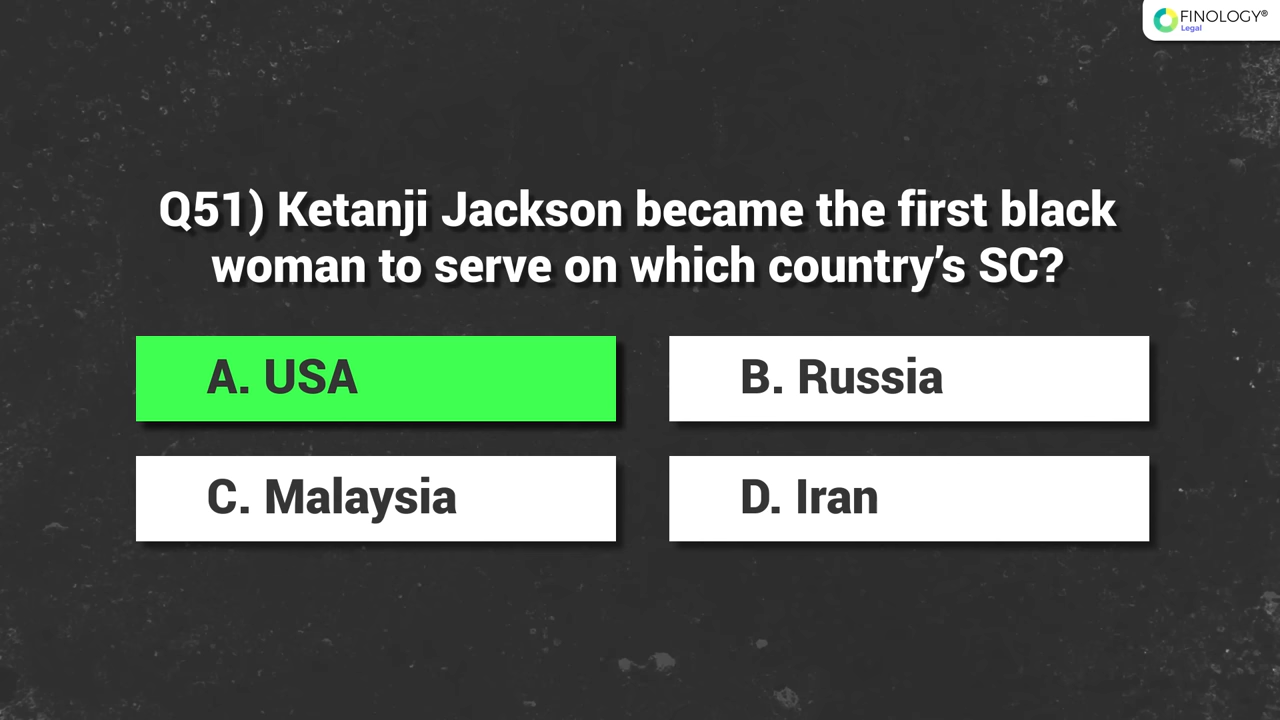 FINOLOGY®
Legal
Q51) Ketanji Jackson became the first black
woman to serve on which country’s SC?
A. USA
B. Russia
C. Malaysia
D. Iran